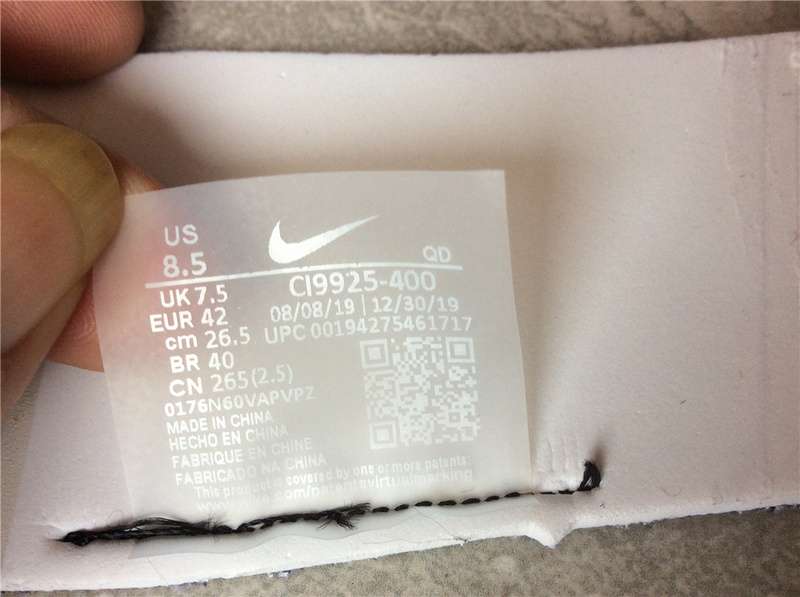 US
8.5
QD
UK 7.5
CI9925-400
EUR 42
08/08/19 | 12/30/19
cm 26.5
UPC 00194275461717
BR 40
CN 265(2.5)
0176N60VAPVPZ
MADE IN CHINA
HECHO EN CHINA
FABRIQUE EN CHINE
FABRICADO NA CHINA
This product is covered by one or more patents: